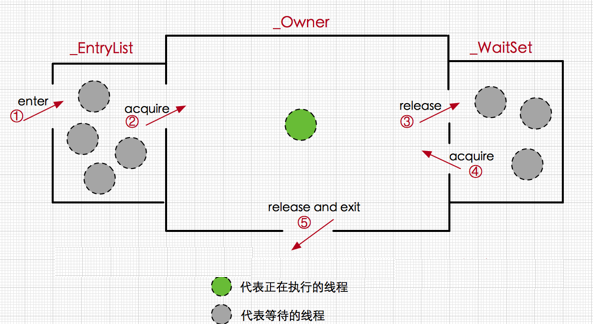 _Owner
_EntryList
_WaitSet
enter
①
acquire
②
release
③
acquire
④
release and exit
⑤
代表正在执行的线程
代表等待的线程